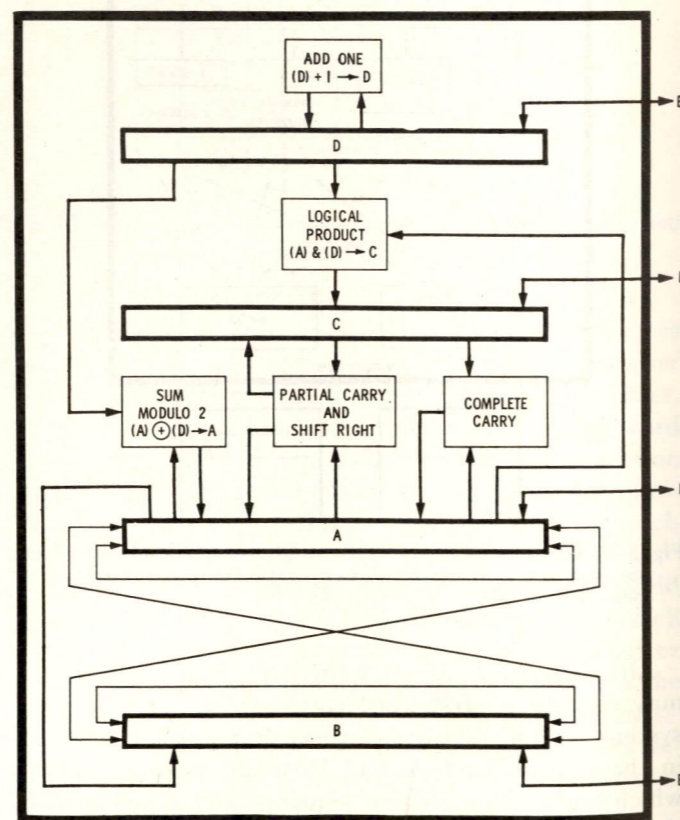 ADD ONE
(D) + 1 → D
D
LOGICAL
PRODUCT
(A) & (D) → C
C
SUM
MODULO 2
(A) ⊕ (D) → A
PARTIAL CARRY
AND
SHIFT RIGHT
COMPLETE
CARRY
A
B